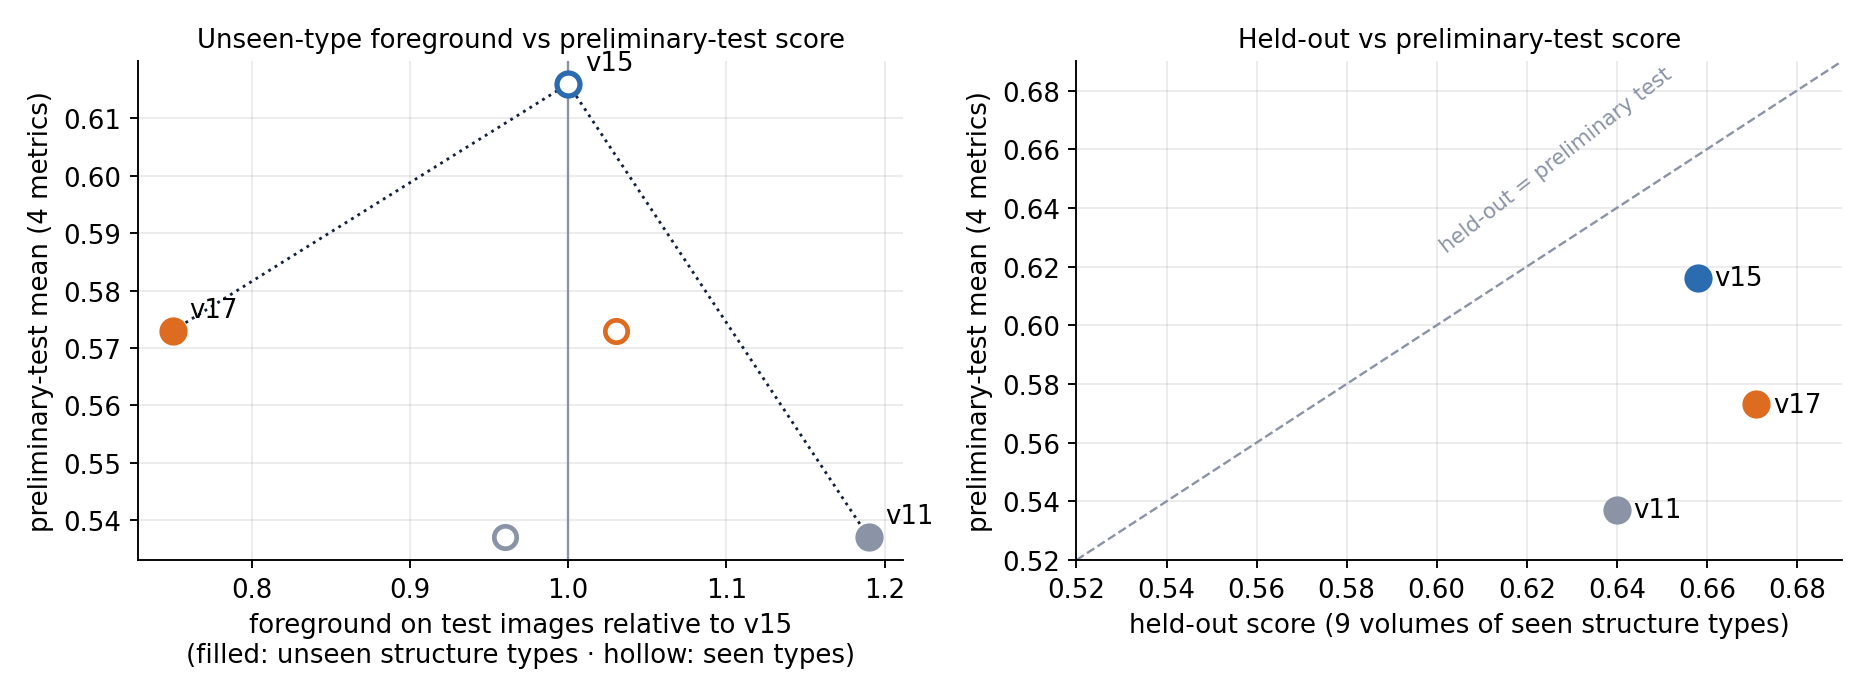 Unseen-type foreground vs preliminary-test score
preliminary-test mean (4 metrics)
0.61
0.60
0.59
0.58
0.57
0.56
0.55
0.54
v15
v17
v11
0.8 0.9 1.0 1.1 1.2
foreground on test images relative to v15
(filled: unseen structure types · hollow: seen types)
Held-out vs preliminary-test score
preliminary-test mean (4 metrics)
0.68
0.66
0.64
0.62
0.60
0.58
0.56
0.54
0.52
held-out = preliminary test
v15
v17
v11
0.52 0.54 0.56 0.58 0.60 0.62 0.64 0.66 0.68
held-out score (9 volumes of seen structure types)